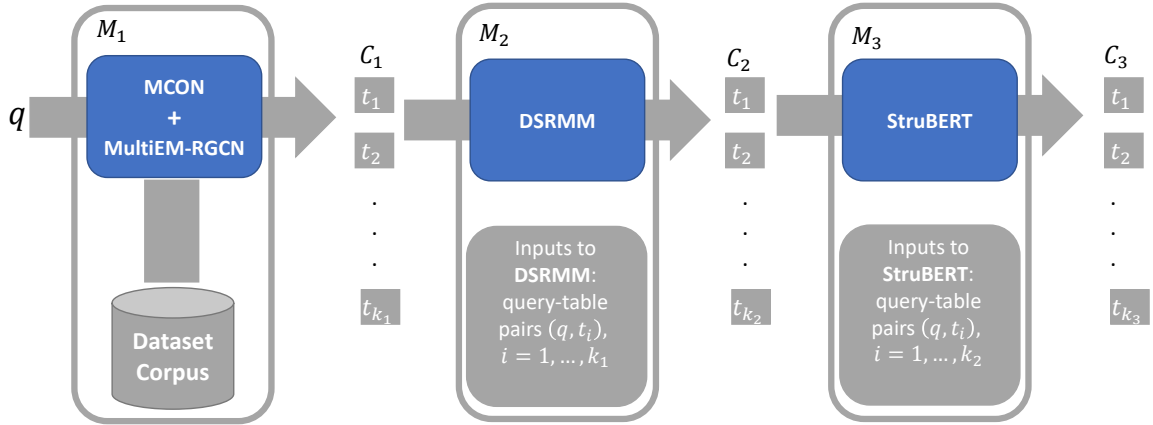 q
M₁
MCON
+
MultiEM-RGCN
Dataset
Corpus
C₁
t₁
t₂
.
.
.
tₖ₁
M₂
DSRMM
Inputs to
DSRMM:
query-table
pairs (q, tᵢ),
i = 1, … , k₁
C₂
t₁
t₂
.
.
.
tₖ₂
M₃
StruBERT
Inputs to
StruBERT:
query-table
pairs (q, tᵢ),
i = 1, … , k₂
C₃
t₁
t₂
.
.
.
tₖ₃